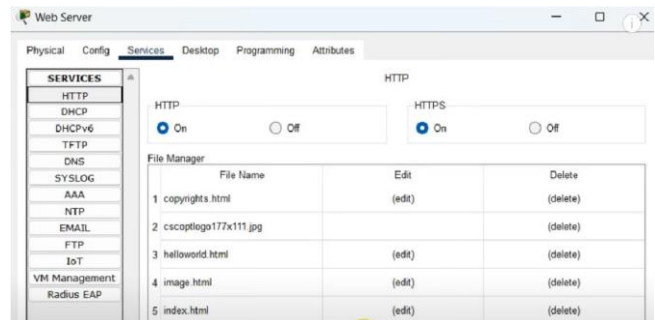 Web Server
Physical Config Services Desktop Programming Attributes
SERVICES
HTTP
DHCP
DHCPv6
TFTP
DNS
SYSLOG
AAA
NTP
EMAIL
FTP
IoT
VM Management
Radius EAP
HTTP
HTTP
On Off
HTTPS
On Off
File Manager
File Name Edit Delete
1 copyrights.html (edit) (delete)
2 cscoptlogo177x111.jpg (delete)
3 helloworld.html (edit) (delete)
4 image.html (edit) (delete)
5 index.html (edit) (delete)